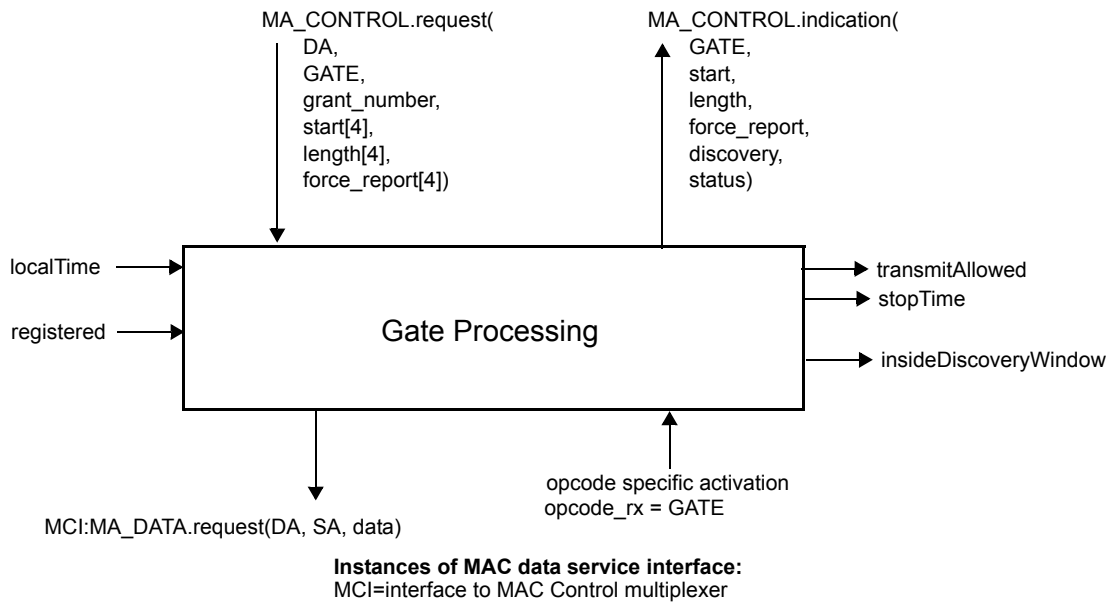 MA_CONTROL.request(
DA,
GATE,
grant_number,
start[4],
length[4],
force_report[4])
MA_CONTROL.indication(
GATE,
start,
length,
force_report,
discovery,
status)
localTime
registered
Gate Processing
transmitAllowed
stopTime
insideDiscoveryWindow
MCI:MA_DATA.request(DA, SA, data)
opcode specific activation
opcode_rx = GATE
Instances of MAC data service interface:
MCI=interface to MAC Control multiplexer